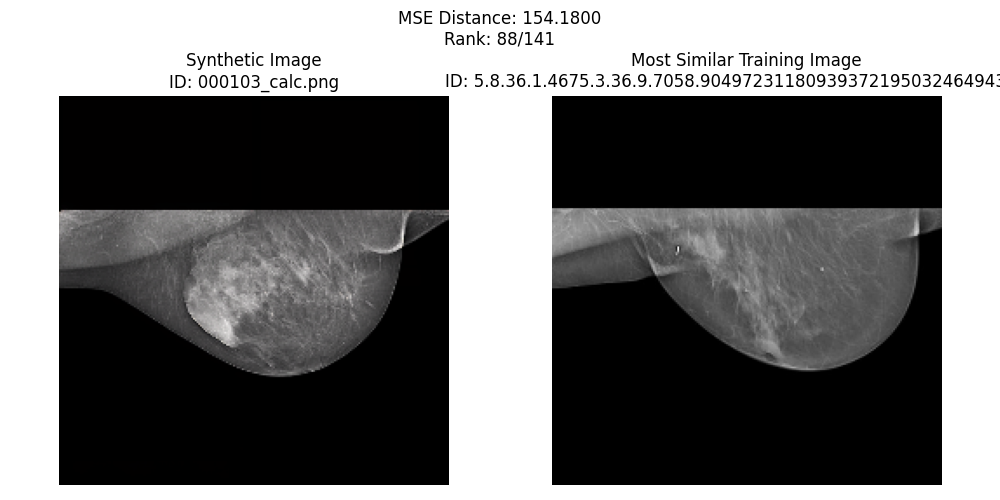 MSE Distance: 154.1800
Rank: 88/141
Synthetic Image
ID: 000103_calc.png
Most Similar Training Image
ID: 5.8.36.1.4675.3.36.9.7058.90497231180939372195032464943